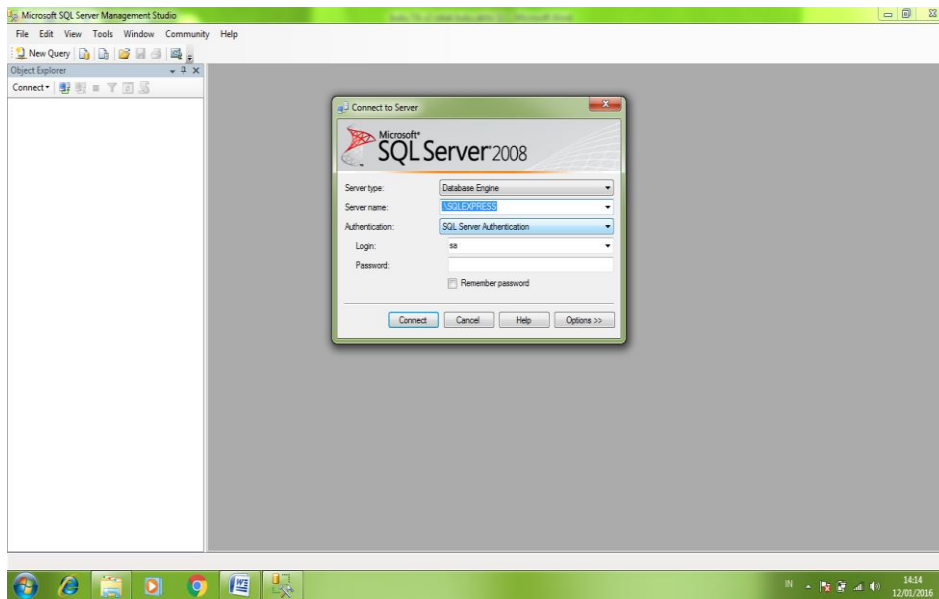 Microsoft SQL Server Management Studio
File Edit View Tools Window Community Help
New Query
Object Explorer
Connect
Connect to Server
Microsoft®
SQL Server 2008
Server type: Database Engine
Server name: .\SQLEXPRESS
Authentication: SQL Server Authentication
Login: sa
Password:
Remember password
Connect Cancel Help Options >>
IN 14:14
12/01/2016